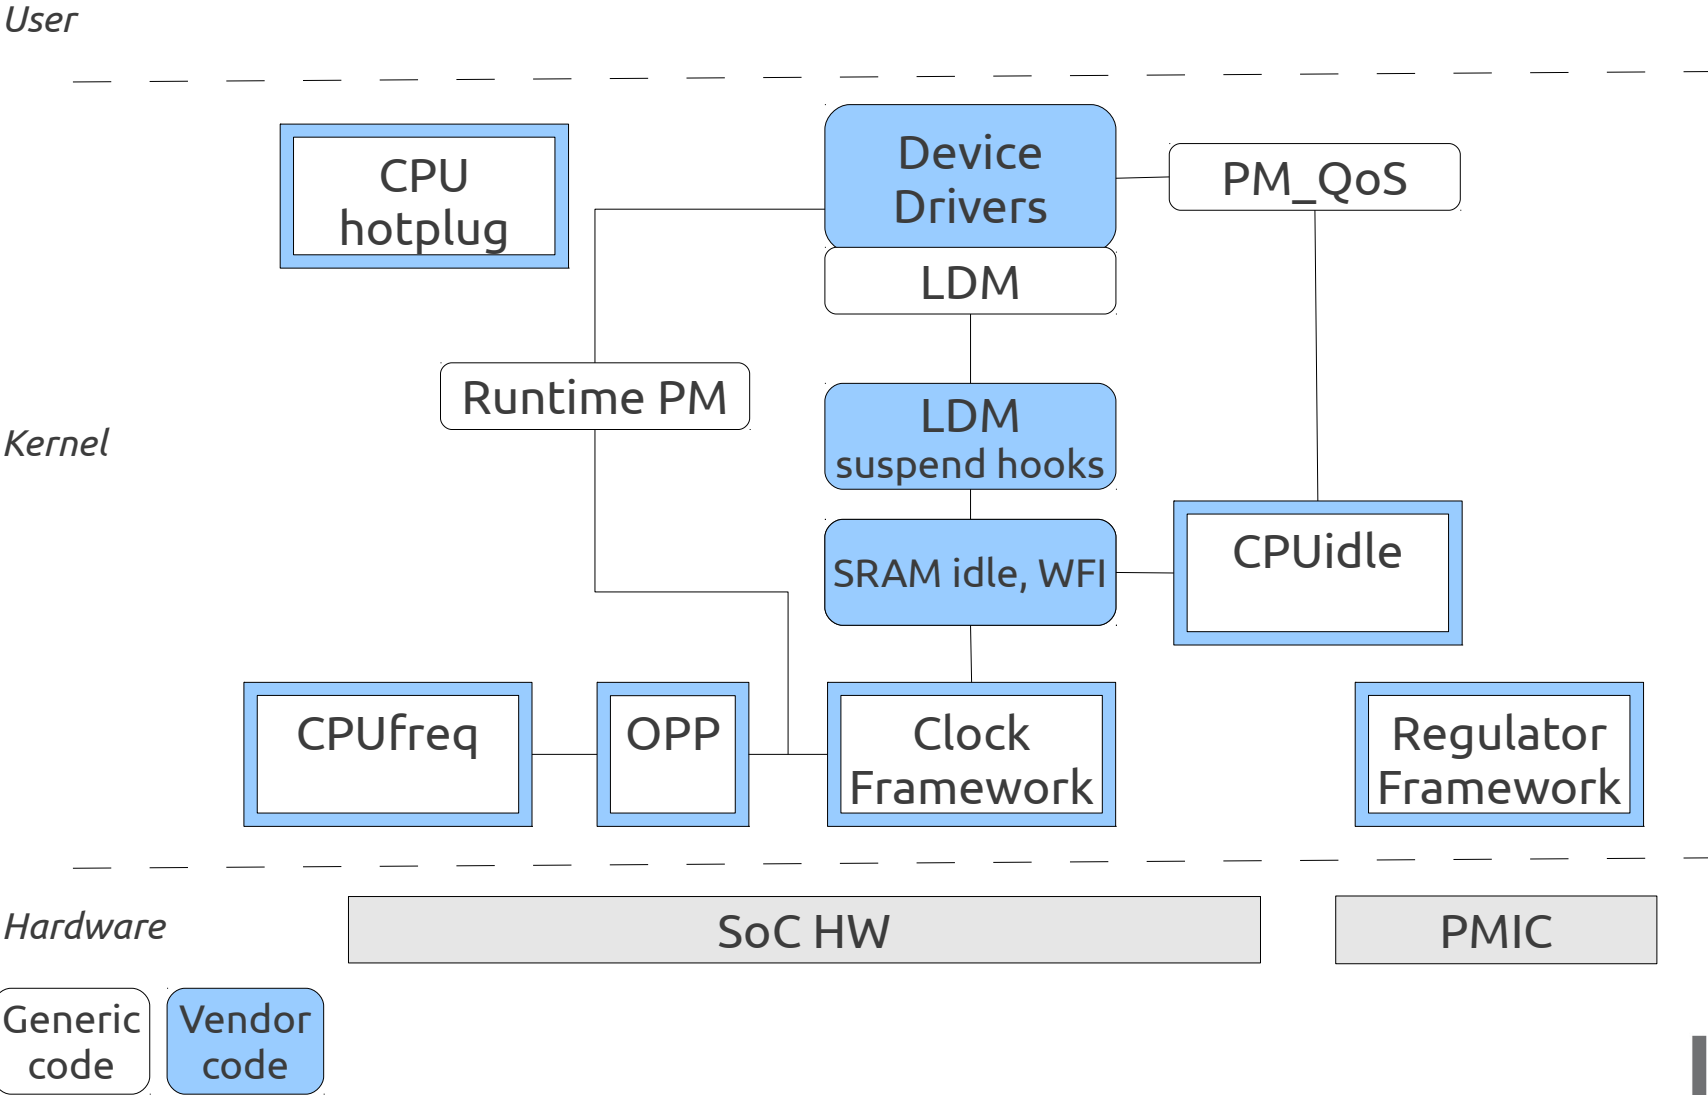 User
CPU
hotplug
Device
Drivers
PM_QoS
LDM
Runtime PM
LDM
suspend hooks
Kernel
SRAM idle, WFI
CPUidle
CPUfreq
OPP
Clock
Framework
Regulator
Framework
Hardware
SoC HW
PMIC
Generic
code
Vendor
code